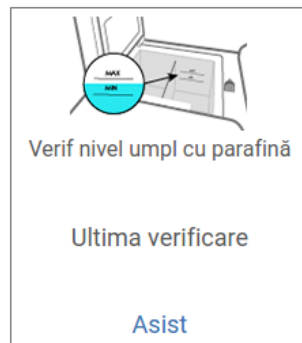 MAX
MIN
Verif nivel umpl cu parafină
Ultima verificare
Asist